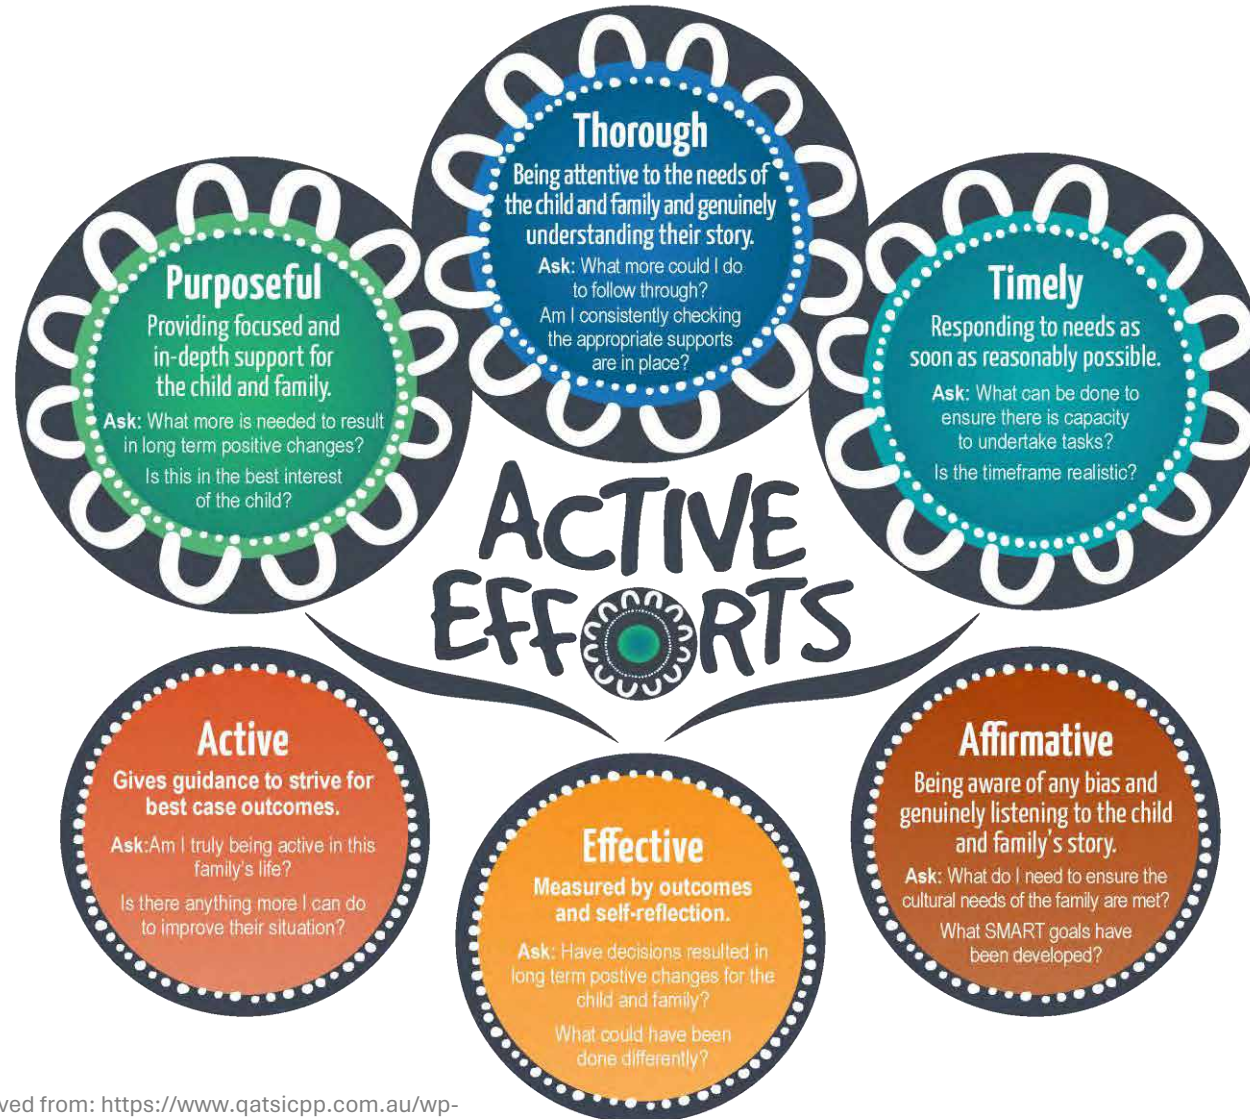 Thorough
Being attentive to the needs of
the child and family and genuinely
understanding their story.
Ask: What more could I do
to follow through?
Am I consistently checking
the appropriate supports
are in place?
Purposeful
Providing focused and
in-depth support for
the child and family.
Ask: What more is needed to result
in long term positive changes?
Is this in the best interest
of the child?
Timely
Responding to needs as
soon as reasonably possible.
Ask: What can be done to
ensure there is capacity
to undertake tasks?
Is the timeframe realistic?
ACTIVE
EFFORTS
Active
Gives guidance to strive for
best case outcomes.
Ask:Am I truly being active in this
family's life?
Is there anything more I can do
to improve their situation?
Effective
Measured by outcomes
and self-reflection.
Ask: Have decisions resulted in
long term postive changes for the
child and family?
What could have been
done differently?
Affirmative
Being aware of any bias and
genuinely listening to the child
and family's story.
Ask: What do I need to ensure the
cultural needs of the family are met?
What SMART goals have
been developed?
ved from: https://www.qatsicpp.com.au/wp-